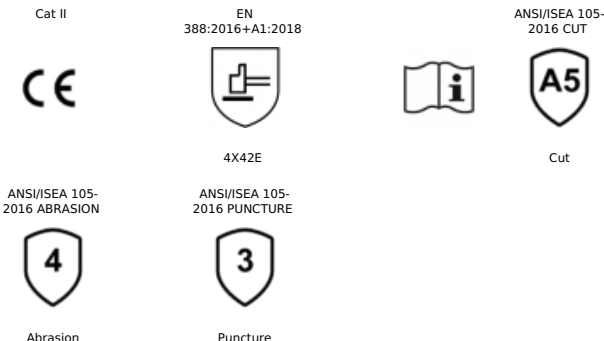 Cat II
EN
388:2016+A1:2018
ANSI/ISEA 105-
2016 CUT
CE
i
A5
4X42E
Cut
ANSI/ISEA 105-
2016 ABRASION
ANSI/ISEA 105-
2016 PUNCTURE
4
3
Abrasion
Puncture